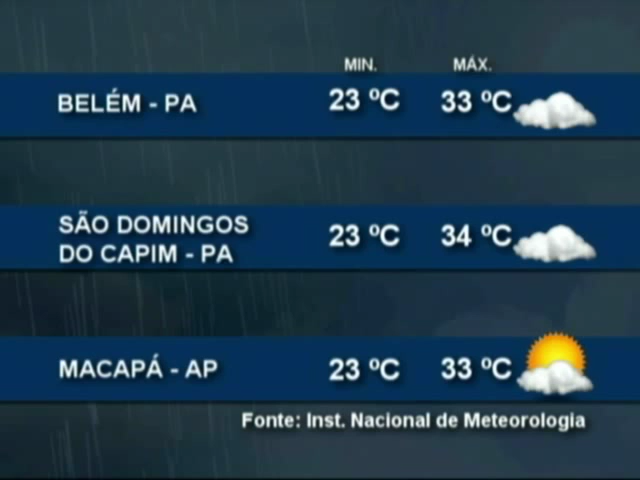 MIN. MÁX.
BELÉM - PA 23 ºC 33 ºC
SÃO DOMINGOS
DO CAPIM - PA 23 ºC 34 ºC
MACAPÁ - AP 23 ºC 33 ºC
Fonte: Inst. Nacional de Meteorologia